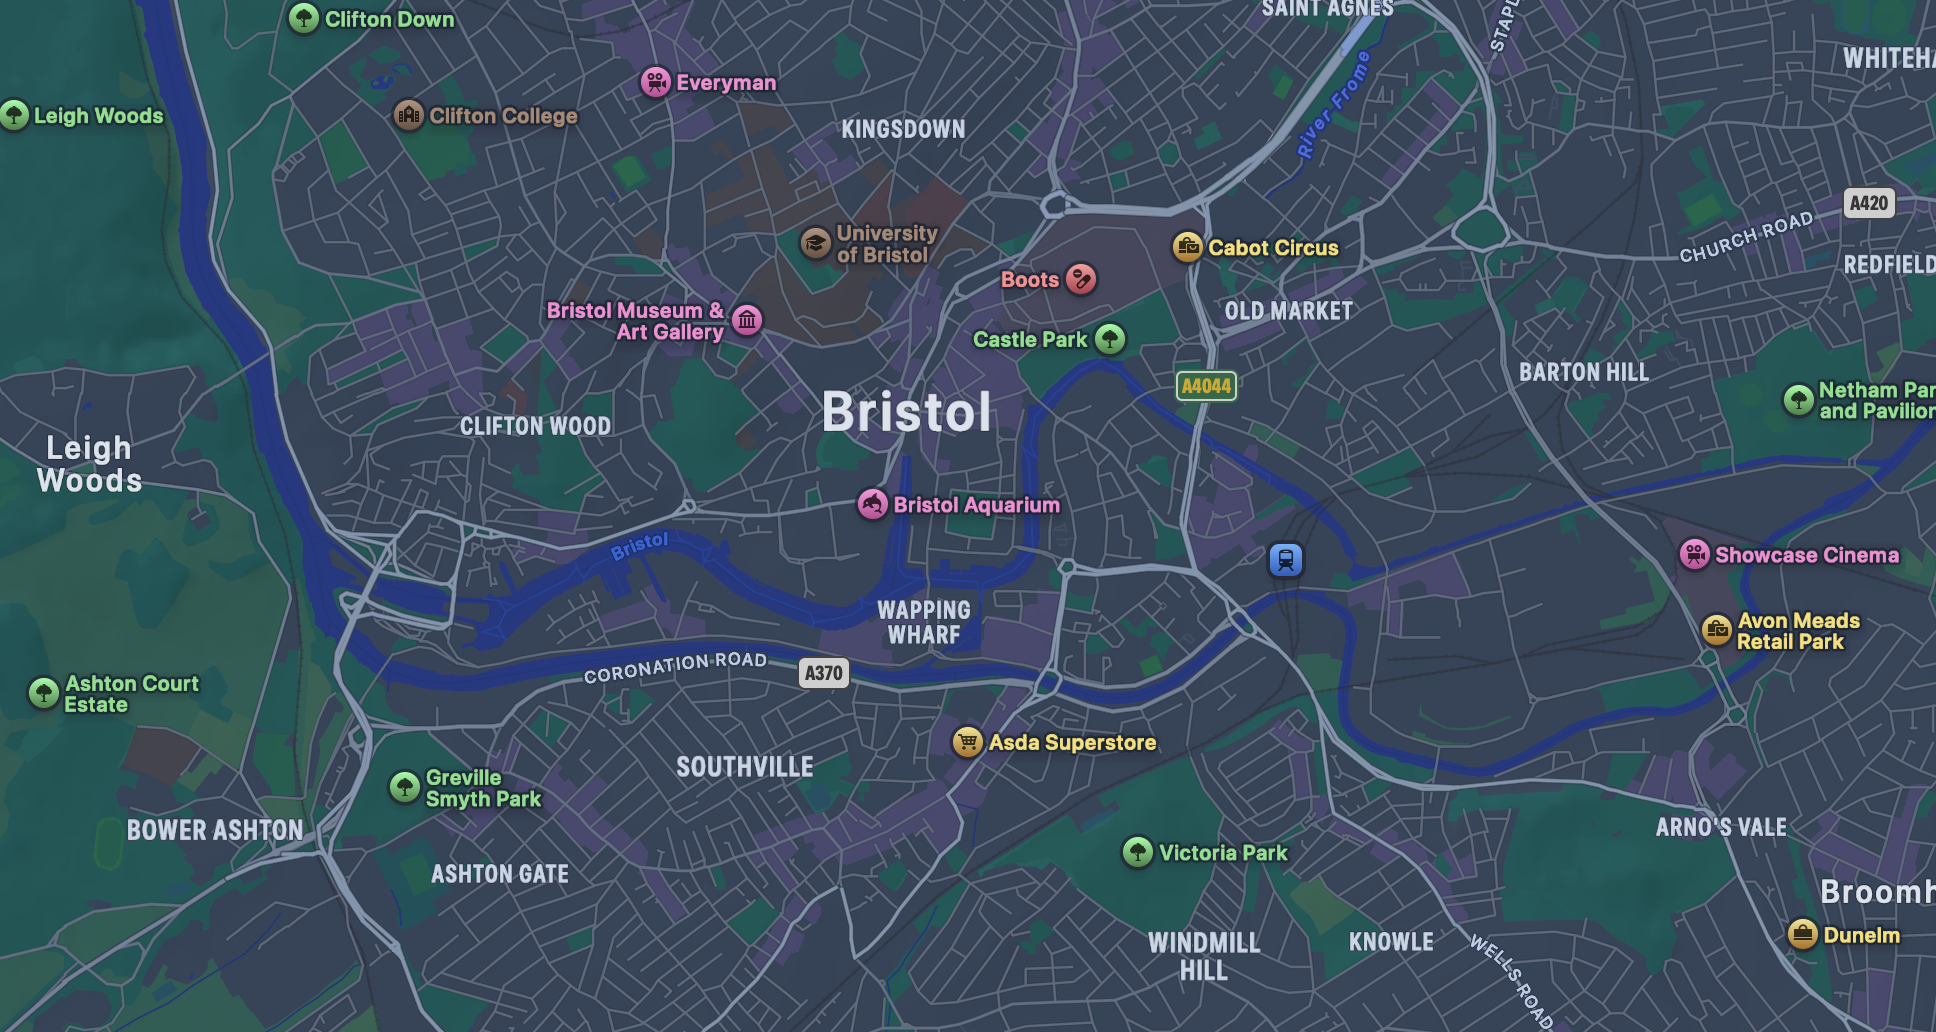 Clifton Down
SAINT AGNES
STAPL
WHITEHA
Everyman
Leigh Woods
Clifton College
KINGSDOWN
River Frome
A420
CHURCH ROAD
University
of Bristol
Cabot Circus
REDFIELD
Boots
Bristol Museum &
Art Gallery
OLD MARKET
Castle Park
BARTON HILL
A4044
Netham Par
and Pavilion
Bristol
CLIFTON WOOD
Leigh
Woods
Bristol Aquarium
Bristol
Showcase Cinema
WAPPING
WHARF
Avon Meads
Retail Park
CORONATION ROAD
A370
Ashton Court
Estate
Asda Superstore
SOUTHVILLE
Greville
Smyth Park
BOWER ASHTON
ARNO'S VALE
Victoria Park
ASHTON GATE
Broomh
WINDMILL
HILL
KNOWLE
Dunelm
WELLS ROAD